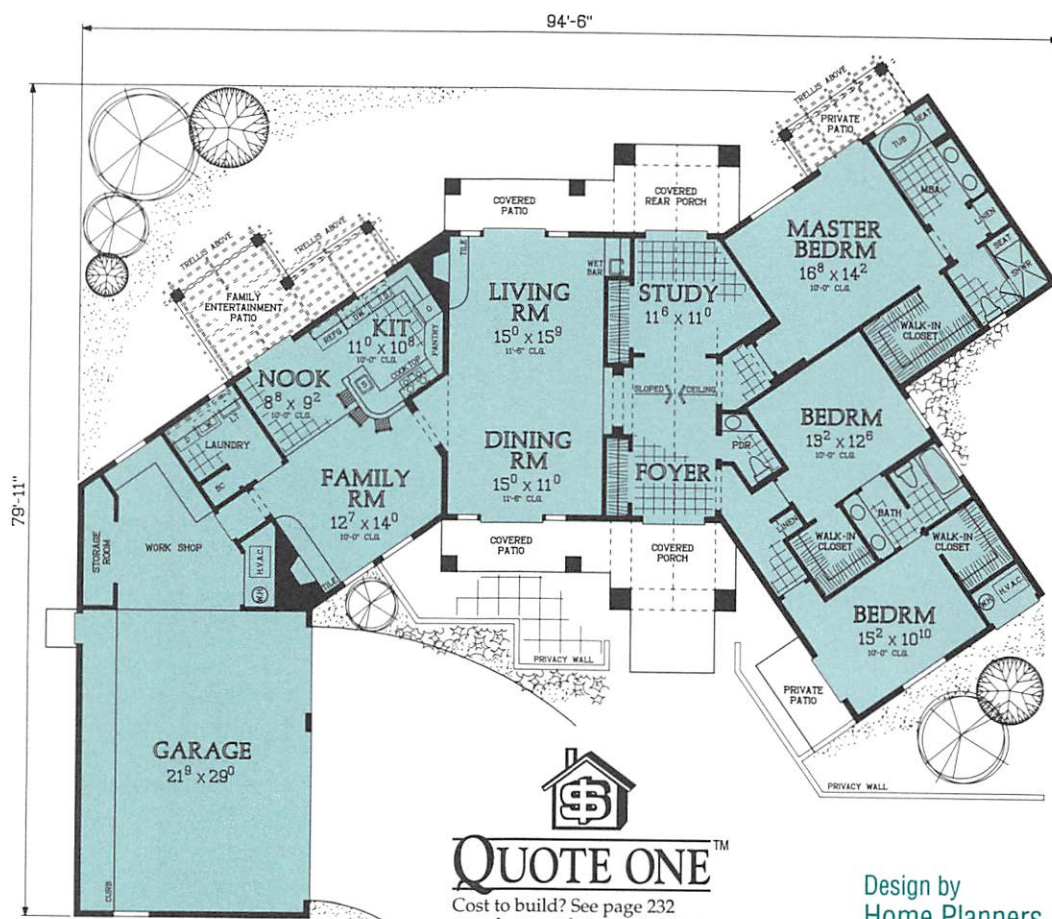 94'-6"
79'-11"
TRELLIS ABOVE
PRIVATE
PATIO
SEAT
TUB
MBA
LINEN
SEAT
SHWR
MASTER
BEDRM
16⁸ X 14²
10'-0" CLG.
WALK-IN
CLOSET
COVERED
REAR PORCH
COVERED
PATIO
TILE
WET
BAR
LIVING
RM
15⁰ X 15⁹
11'-6" CLG.
STUDY
11⁶ X 11⁰
SLOPED
CEILING
TRELLIS ABOVE
TRELLIS ABOVE
FAMILY
ENTERTAINMENT
PATIO
REFG
DW
KIT
11⁰ X 10⁸
10'-0" CLG.
PANTRY
COOKTOP
NOOK
8⁸ X 9²
10'-0" CLG.
D
W
LT
LAUNDRY
BC
DINING
RM
15⁰ X 11⁰
11'-6" CLG.
FOYER
PDR
BEDRM
13² X 12⁶
10'-0" CLG.
FAMILY
RM
12⁷ X 14⁰
10'-0" CLG.
TILE
STORAGE
ROOM
WORK SHOP
H.V.A.C.
W.H
COVERED
PATIO
COVERED
PORCH
LINEN
WALK-IN
CLOSET
BATH
WALK-IN
CLOSET
H.V.A.C.
W.H
BEDRM
15² X 10¹⁰
10'-0" CLG.
PRIVACY WALL
PRIVATE
PATIO
PRIVACY WALL
GARAGE
21⁹ X 29⁰
CURB
$
QUOTE ONE™
Cost to build? See page 232
Design by
Home Planners